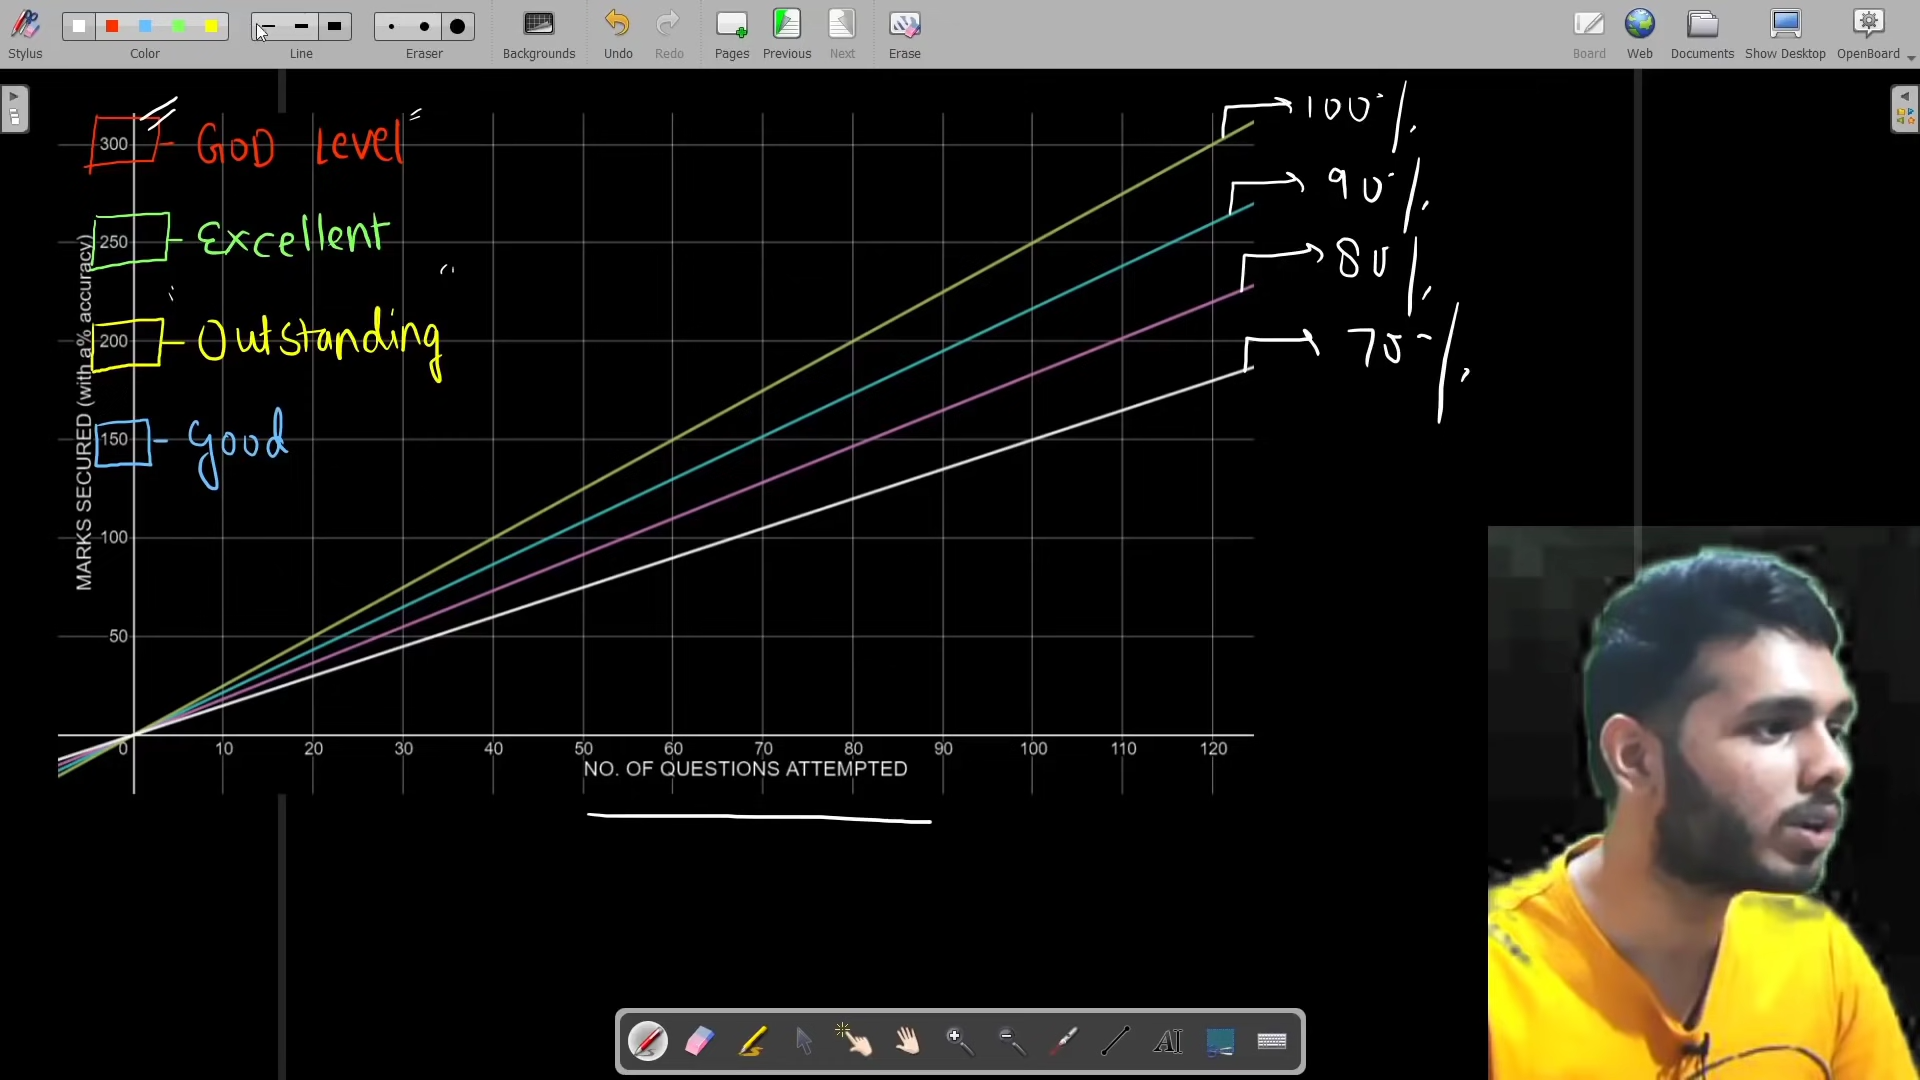 Stylus Color Line Eraser Backgrounds Undo Redo Pages Previous Next Erase Board Web Documents Show Desktop OpenBoard
300 - GOD Level
250 - Excellent
200 - Outstanding
150 - Good
100
50
MARKS SECURED (with a% accuracy)
100%
90%
80%
70%
0 10 20 30 40 50 60 70 80 90 100 110 120
NO. OF QUESTIONS ATTEMPTED